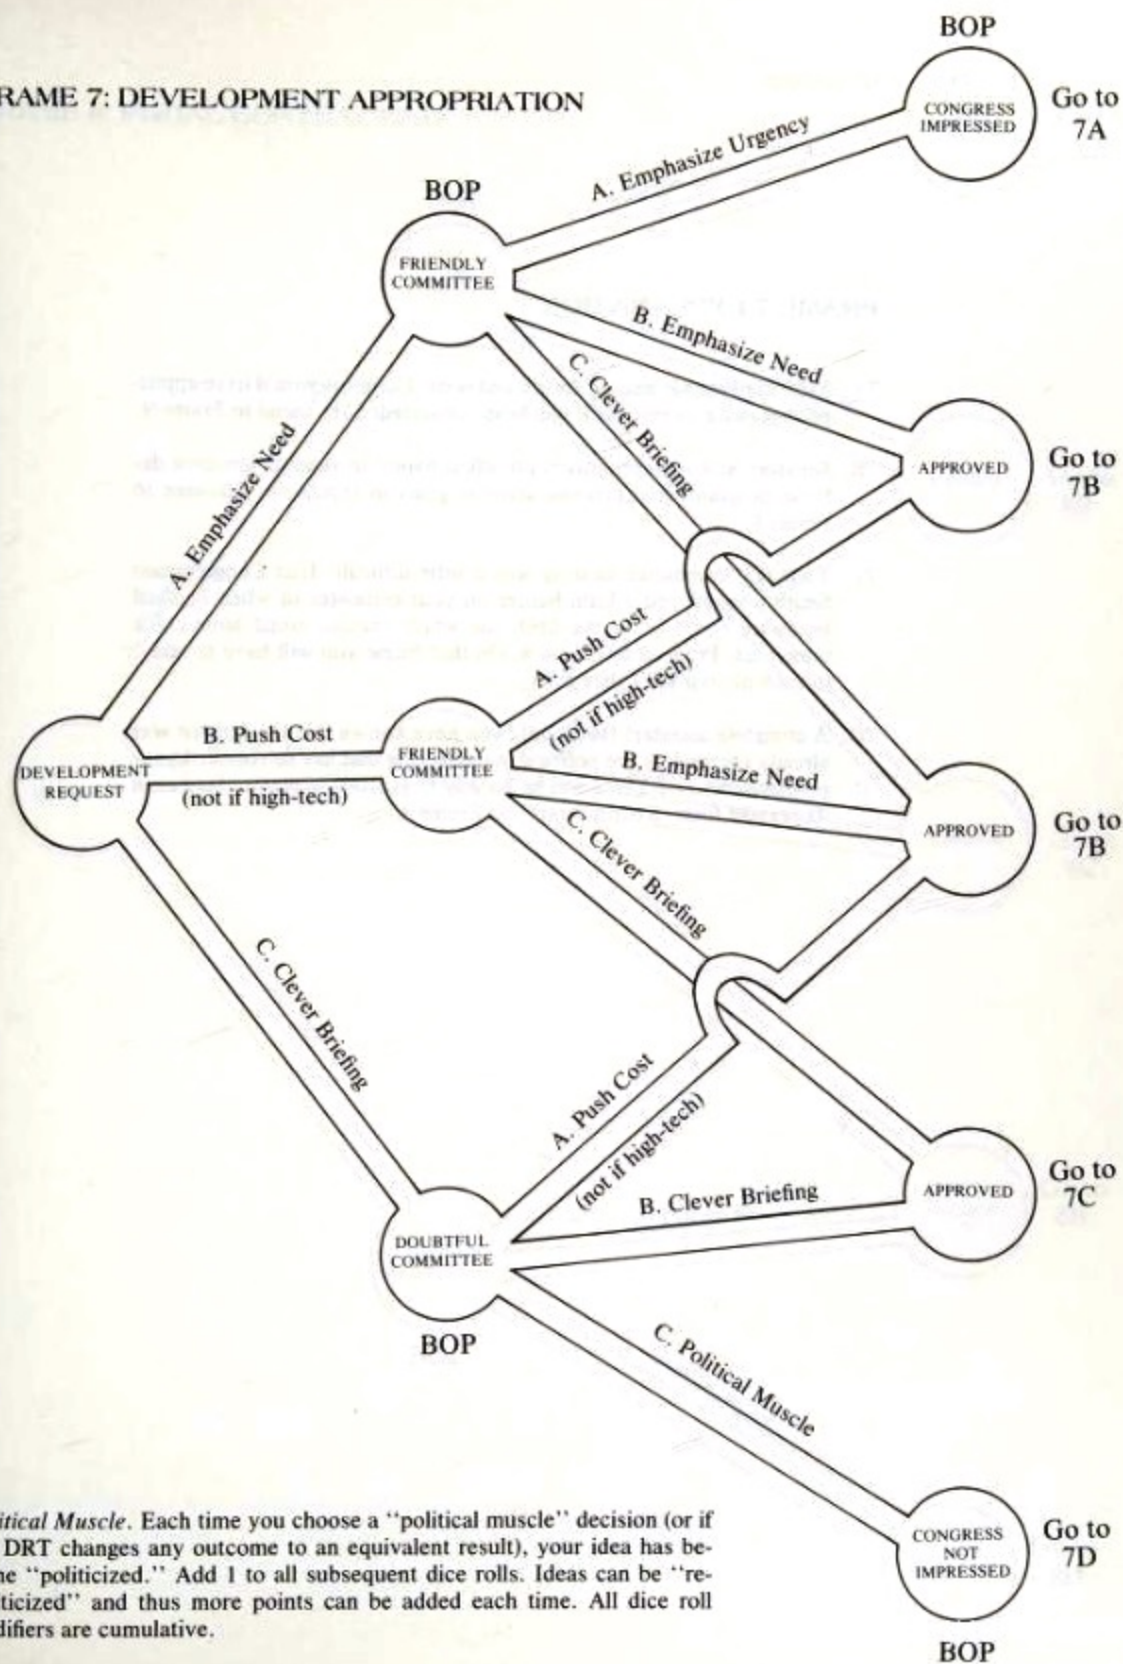 BOP
RAME 7: DEVELOPMENT APPROPRIATION
CONGRESS
IMPRESSED
Go to
7A
A. Emphasize Urgency
BOP
FRIENDLY
COMMITTEE
B. Emphasize Need
C. Clever Briefing
APPROVED
Go to
7B
A. Emphasize Need
A. Push Cost
(not if high-tech)
B. Push Cost
(not if high-tech)
DEVELOPMENT
REQUEST
FRIENDLY
COMMITTEE
B. Emphasize Need
C. Clever Briefing
APPROVED
Go to
7B
C. Clever Briefing
A. Push Cost
(not if high-tech)
B. Clever Briefing
APPROVED
Go to
7C
DOUBTFUL
COMMITTEE
BOP
C. Political Muscle
CONGRESS
NOT
IMPRESSED
Go to
7D
BOP
itical Muscle. Each time you choose a "political muscle" decision (or if
DRT changes any outcome to an equivalent result), your idea has be-
ne "politicized." Add 1 to all subsequent dice rolls. Ideas can be "re-
ticized" and thus more points can be added each time. All dice roll
difiers are cumulative.